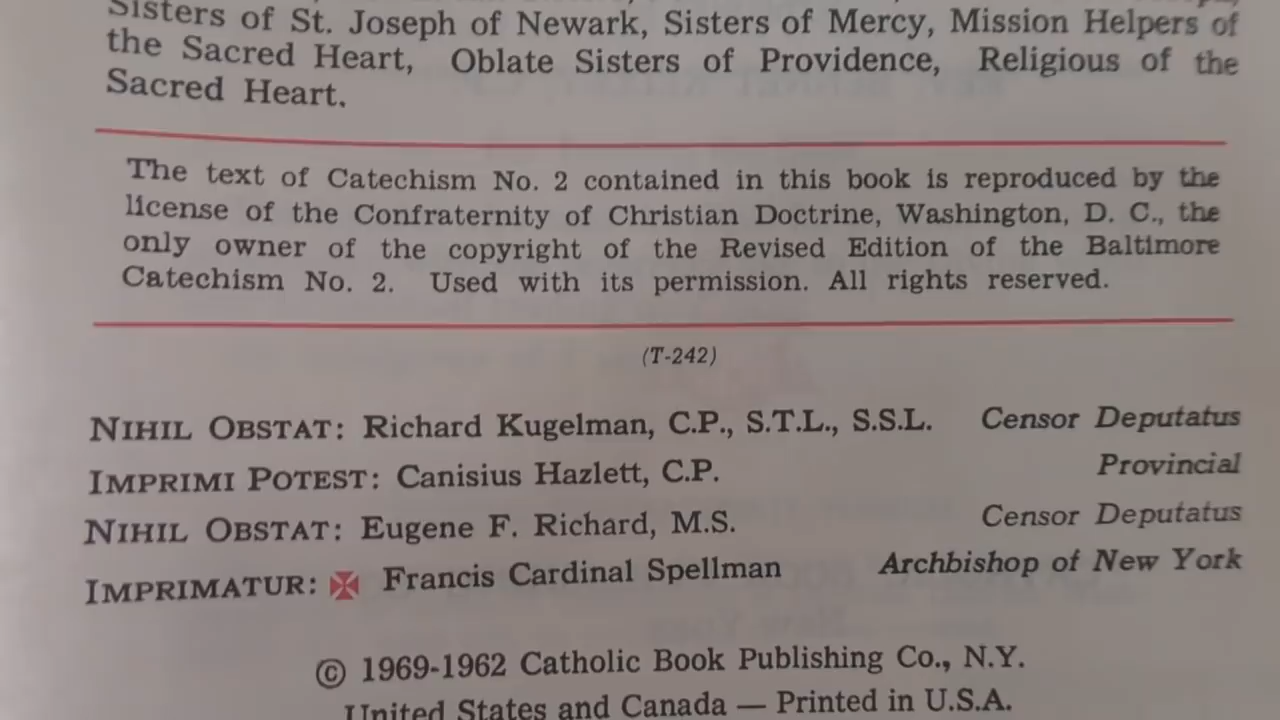 Sisters of St. Joseph of Newark, Sisters of Mercy, Mission Helpers of
the Sacred Heart, Oblate Sisters of Providence, Religious of the
Sacred Heart.
The text of Catechism No. 2 contained in this book is reproduced by the
license of the Confraternity of Christian Doctrine, Washington, D. C., the
only owner of the copyright of the Revised Edition of the Baltimore
Catechism No. 2. Used with its permission. All rights reserved.
(T-242)
NIHIL OBSTAT: Richard Kugelman, C.P., S.T.L., S.S.L. Censor Deputatus
IMPRIMI POTEST: Canisius Hazlett, C.P. Provincial
NIHIL OBSTAT: Eugene F. Richard, M.S. Censor Deputatus
IMPRIMATUR: ✠ Francis Cardinal Spellman Archbishop of New York
© 1969-1962 Catholic Book Publishing Co., N.Y.
United States and Canada — Printed in U.S.A.